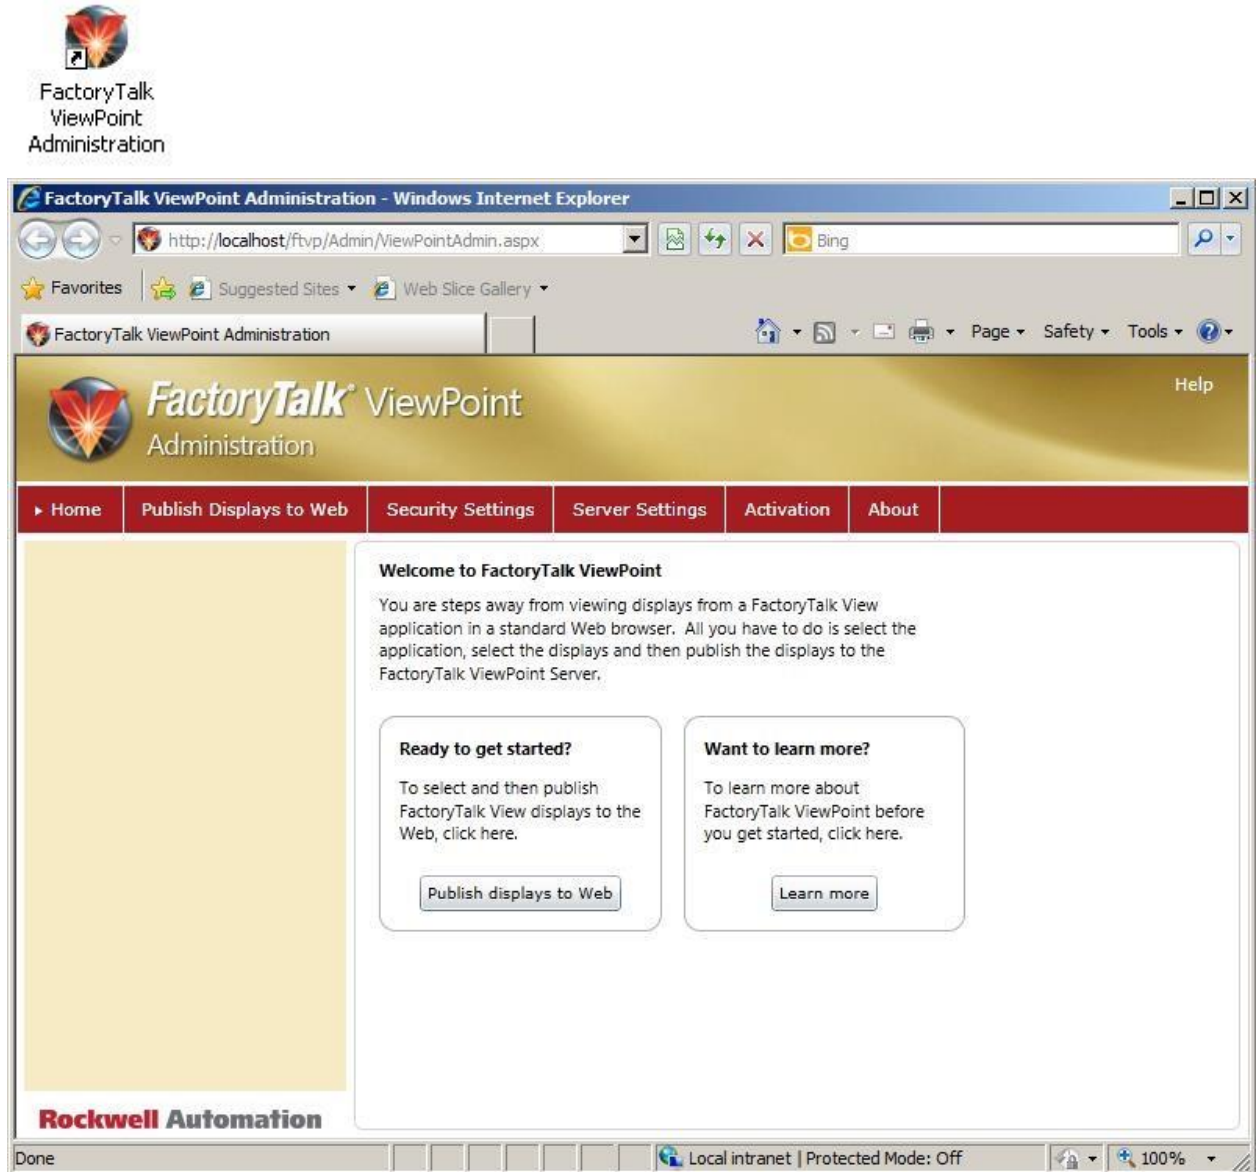 FactoryTalk
ViewPoint
Administration
FactoryTalk ViewPoint Administration - Windows Internet Explorer
http://localhost/ftvp/Admin/ViewPointAdmin.aspx
Bing
Favorites
Suggested Sites
Web Slice Gallery
FactoryTalk ViewPoint Administration
Page
Safety
Tools
FactoryTalk ViewPoint
Administration
Help
Home
Publish Displays to Web
Security Settings
Server Settings
Activation
About
Welcome to FactoryTalk ViewPoint
You are steps away from viewing displays from a FactoryTalk View
application in a standard Web browser. All you have to do is select the
application, select the displays and then publish the displays to the
FactoryTalk ViewPoint Server.
Ready to get started?
To select and then publish
FactoryTalk View displays to the
Web, click here.
Publish displays to Web
Want to learn more?
To learn more about
FactoryTalk ViewPoint before
you get started, click here.
Learn more
Rockwell Automation
Done
Local intranet | Protected Mode: Off
100%